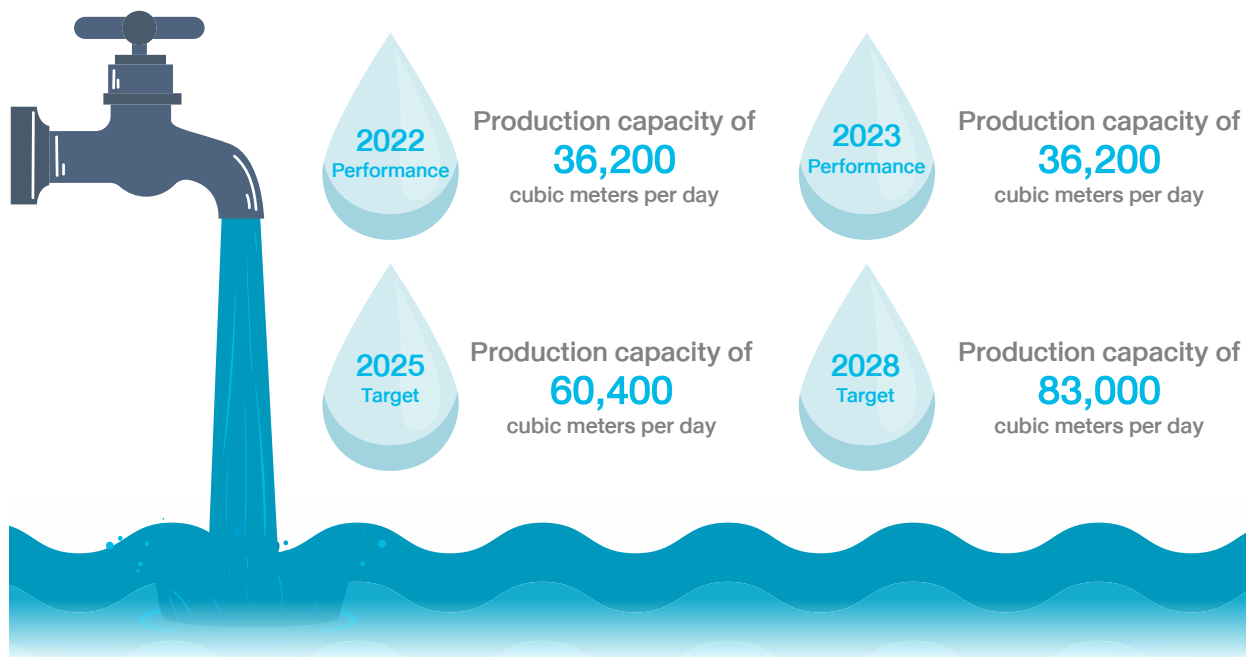 2022
Performance
Production capacity of
36,200
cubic meters per day
2023
Performance
Production capacity of
36,200
cubic meters per day
2025
Target
Production capacity of
60,400
cubic meters per day
2028
Target
Production capacity of
83,000
cubic meters per day